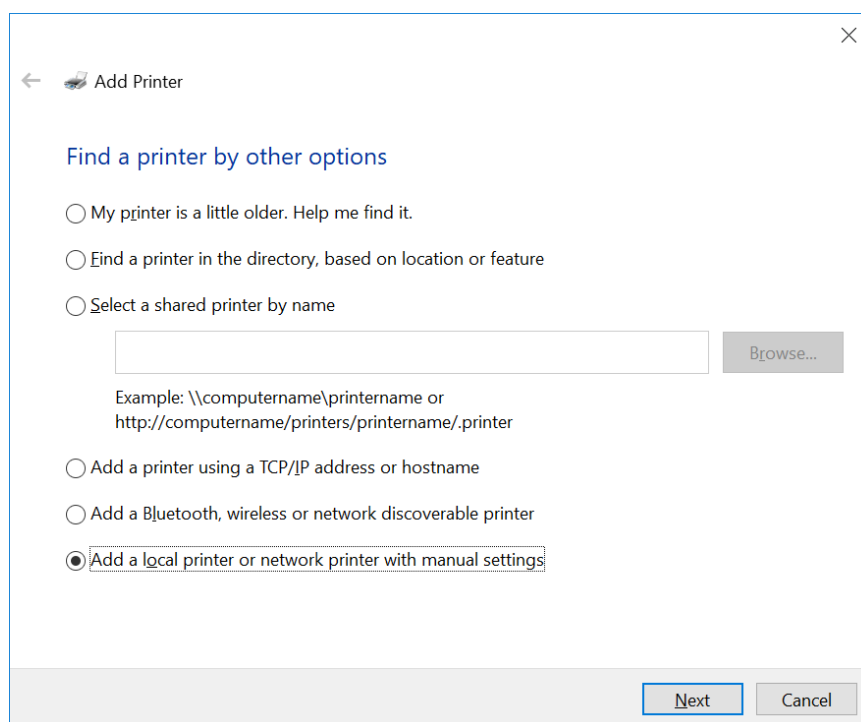 Add Printer
Find a printer by other options
My printer is a little older. Help me find it.
Find a printer in the directory, based on location or feature
Select a shared printer by name
Browse...
Example: \\computername\printername or
http://computername/printers/printername/.printer
Add a printer using a TCP/IP address or hostname
Add a Bluetooth, wireless or network discoverable printer
Add a local printer or network printer with manual settings
Next
Cancel